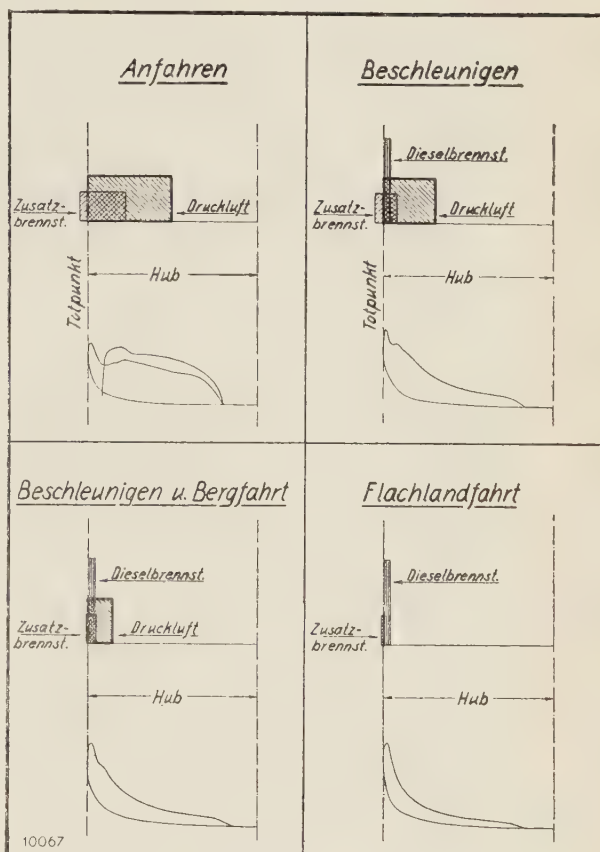 Anfahren
Zusatz-
brennst.
Druckluft
Totpunkt
Hub
Beschleunigen
Dieselbrennst.
Zusatz-
brennst.
Druckluft
Totpunkt
Hub
Beschleunigen u. Bergfahrt
Dieselbrennst.
Zusatz-
brennst.
Druckluft
Hub
Flachlandfahrt
Dieselbrennst.
Zusatz-
brennst.
Hub
10067